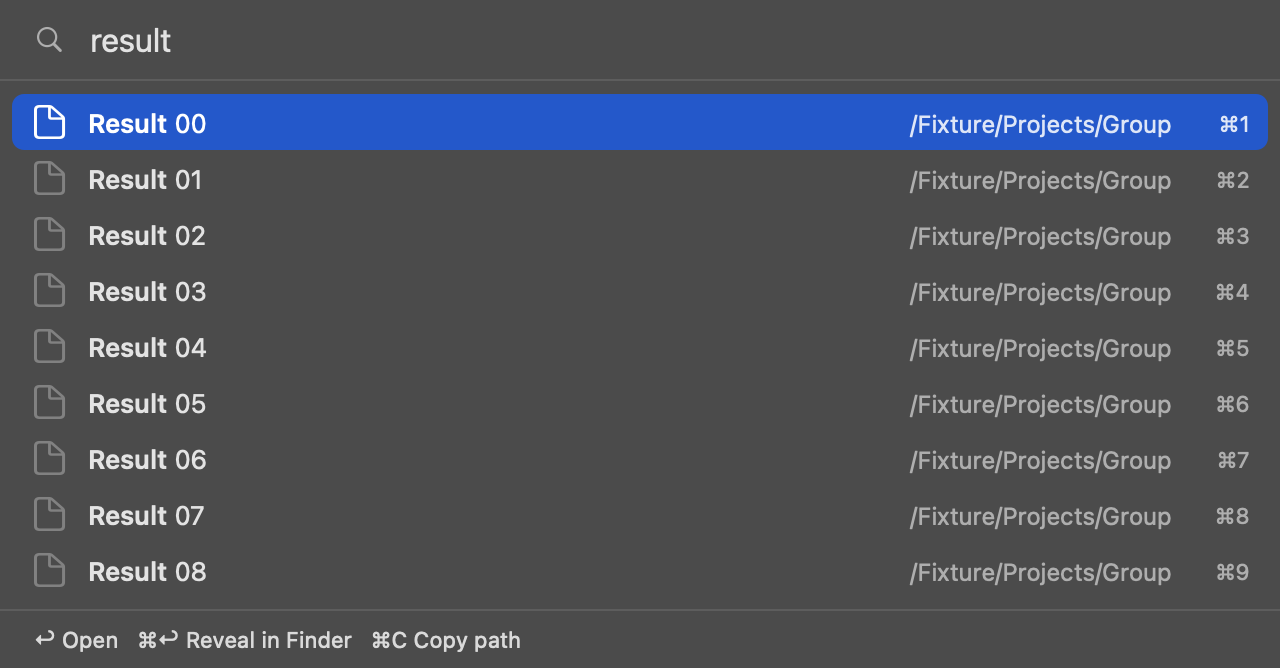 result
Result 00 /Fixture/Projects/Group ⌘1
Result 01 /Fixture/Projects/Group ⌘2
Result 02 /Fixture/Projects/Group ⌘3
Result 03 /Fixture/Projects/Group ⌘4
Result 04 /Fixture/Projects/Group ⌘5
Result 05 /Fixture/Projects/Group ⌘6
Result 06 /Fixture/Projects/Group ⌘7
Result 07 /Fixture/Projects/Group ⌘8
Result 08 /Fixture/Projects/Group ⌘9
↩ Open ⌘↩ Reveal in Finder ⌘C Copy path